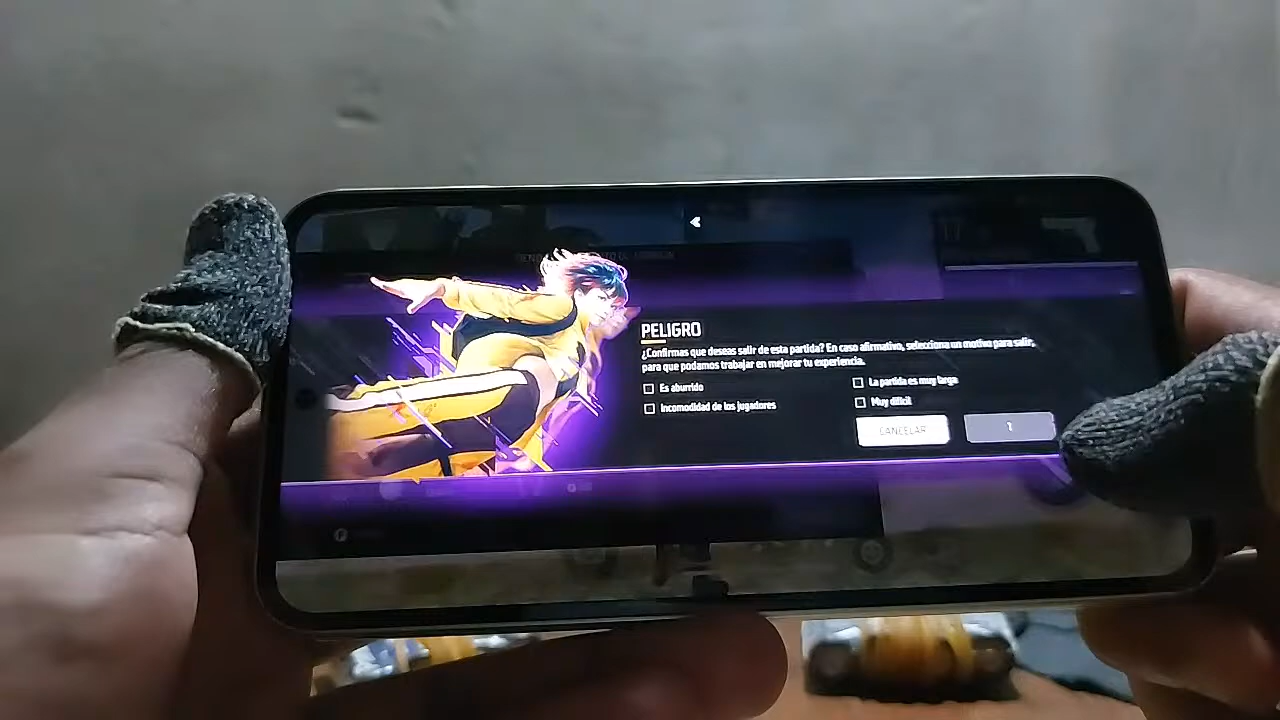 PELIGRO
¿Confirmas que deseas salir de esta partida? En caso afirmativo, selecciona un motivo para salir,
para que podamos trabajar en mejorar tu experiencia.
Es aburrido
La partida es muy larga
Incomodidad de los jugadores
Muy difícil
CANCELAR